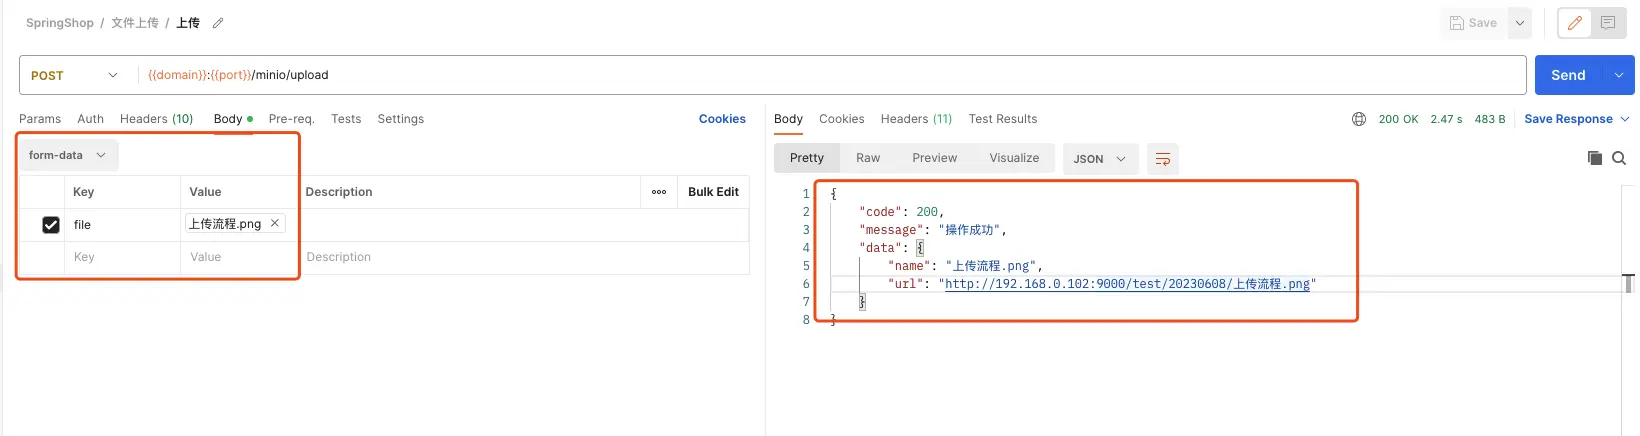 SpringShop / 文件上传 / 上传
Save
POST {{domain}}:{{port}}/minio/upload
Send
Params Auth Headers (10) Body Pre-req. Tests Settings Cookies
form-data
Key Value Description ••• Bulk Edit
file 上传流程.png ×
Key Value Description
Body Cookies Headers (11) Test Results 200 OK 2.47 s 483 B Save Response
Pretty Raw Preview Visualize JSON
1 {
2 "code": 200,
3 "message": "操作成功",
4 "data": {
5 "name": "上传流程.png",
6 "url": "http://192.168.0.102:9000/test/20230608/上传流程.png"
7 }
8 }